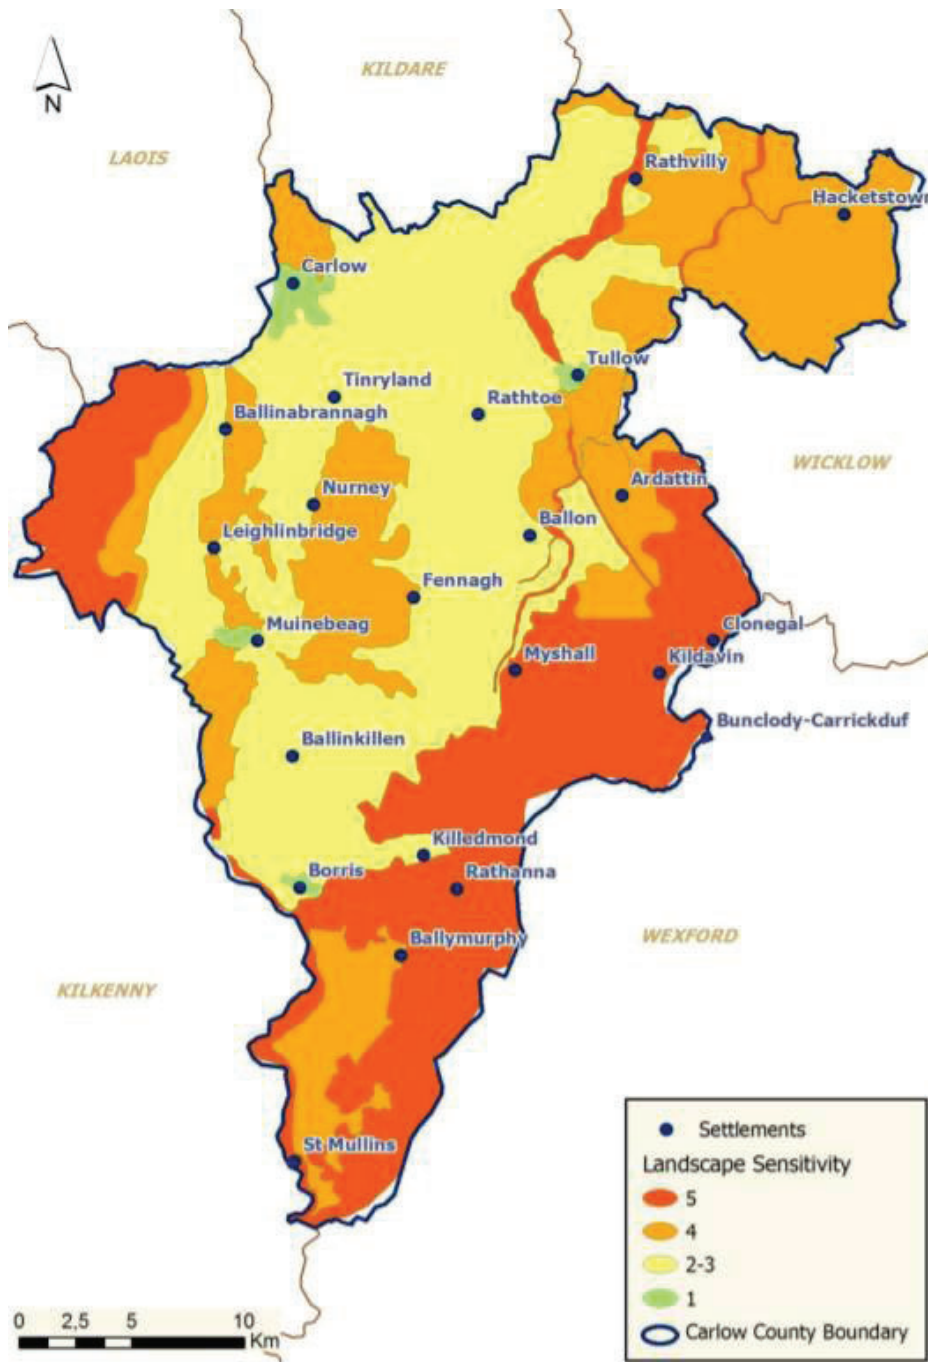 KILDARE
N
LAOIS
Rathvilly
Hacketstown
Carlow
Tullow
Tinryland
Rathtoe
Ballinabrannagh
WICKLOW
Ardattin
Nurney
Ballon
Leighlinbridge
Fennagh
Muinebeag
Clonegal
Myshall
Kildavin
Bunclody-Carrickduf
Ballinkillen
Killedmond
Borris
Rathanna
WEXFORD
Ballymurphy
KILKENNY
St Mullins
Settlements
Landscape Sensitivity
5
4
2-3
1
Carlow County Boundary
0 2,5 5 10
Km